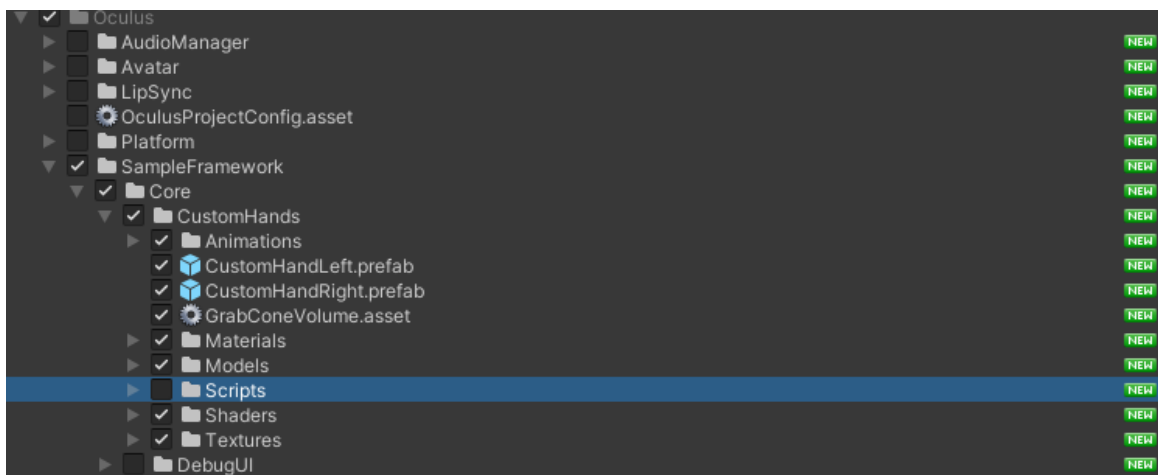 Oculus
AudioManager NEW
Avatar NEW
LipSync NEW
OculusProjectConfig.asset NEW
Platform NEW
SampleFramework NEW
Core NEW
CustomHands NEW
Animations NEW
CustomHandLeft.prefab NEW
CustomHandRight.prefab NEW
GrabConeVolume.asset NEW
Materials NEW
Models NEW
Scripts NEW
Shaders NEW
Textures NEW
DebugUI NEW